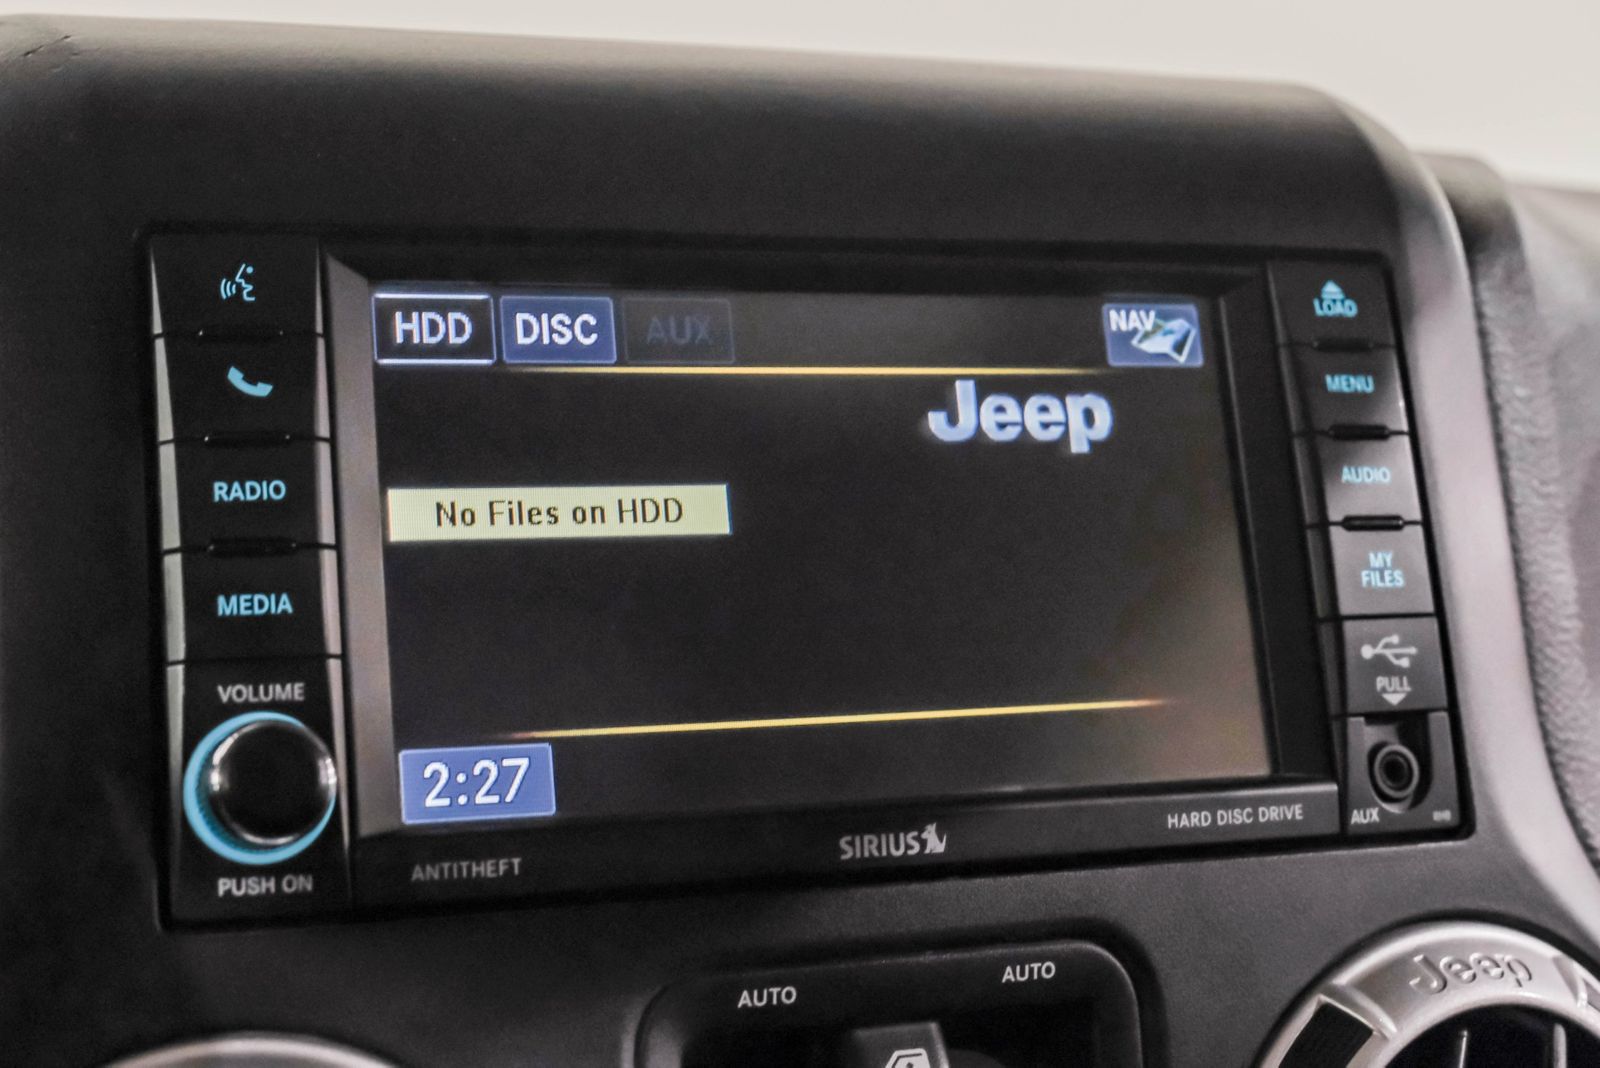 HDD DISC AUX NAV
Jeep
No Files on HDD
2:27
RADIO
MEDIA
VOLUME
PUSH ON
LOAD
MENU
AUDIO
MY
FILES
PULL
AUX
ANTITHEFT
SIRIUS
HARD DISC DRIVE
AUTO
AUTO
Jeep